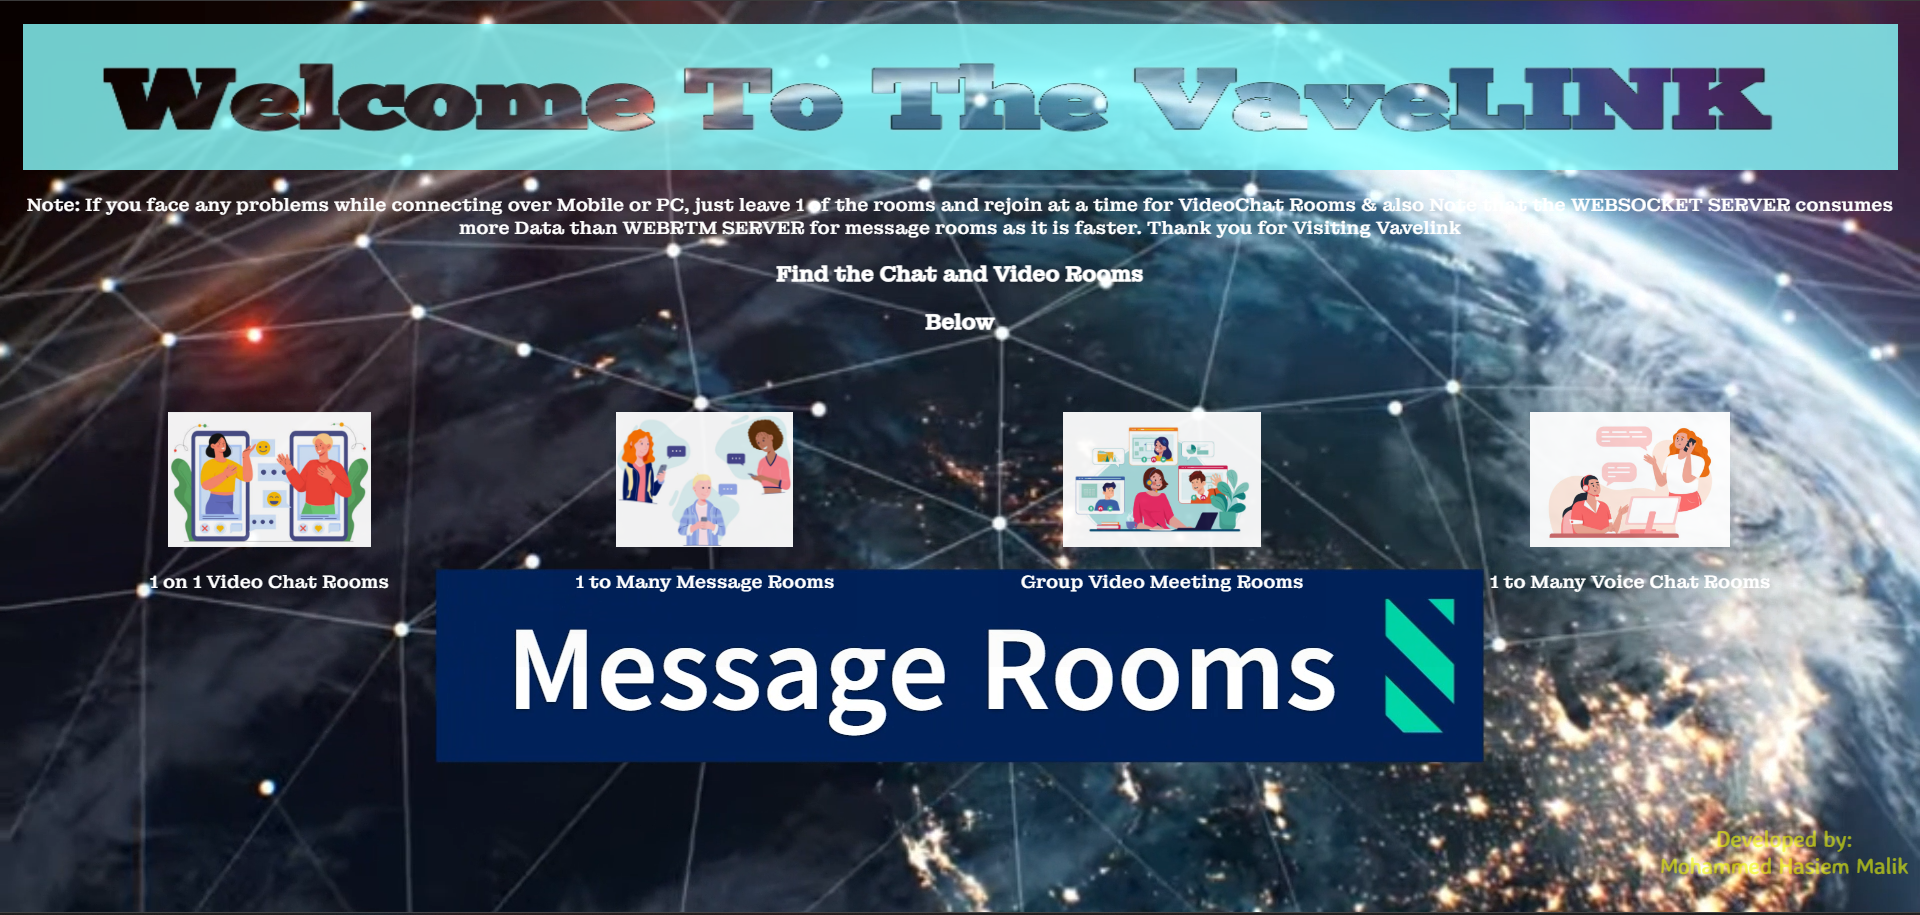 Welcome To The VaveLINK
Note: If you face any problems while connecting over Mobile or PC, just leave 1 of the rooms and rejoin at a time for VideoChat Rooms & also Note that the WEBSOCKET SERVER consumes
more Data than WEBRTM SERVER for message rooms as it is faster. Thank you for Visiting Vavelink
Find the Chat and Video Rooms
Below
1 on 1 Video Chat Rooms
1 to Many Message Rooms
Group Video Meeting Rooms
1 to Many Voice Chat Rooms
Message Rooms
Developed by:
Mohammed Hasiem Malik